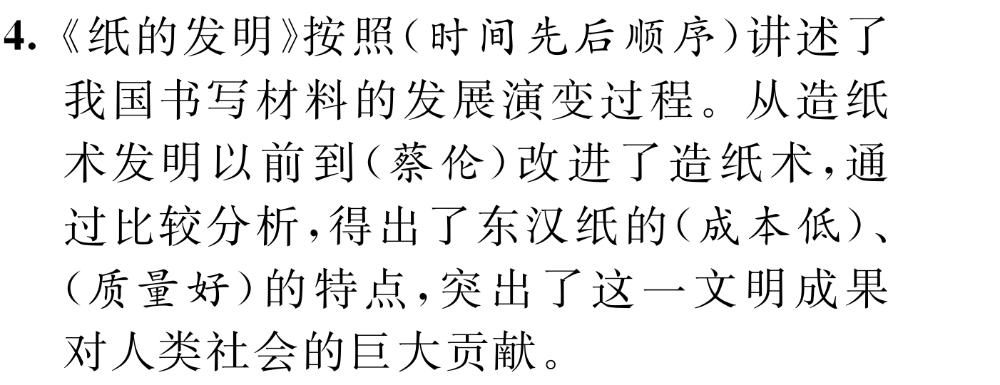 4.《纸的发明》按照(时间先后顺序)讲述了
我国书写材料的发展演变过程。从造纸
术发明以前到(蔡伦)改进了造纸术,通
过比较分析,得出了东汉纸的(成本低)、
(质量好)的特点,突出了这一文明成果
对人类社会的巨大贡献。